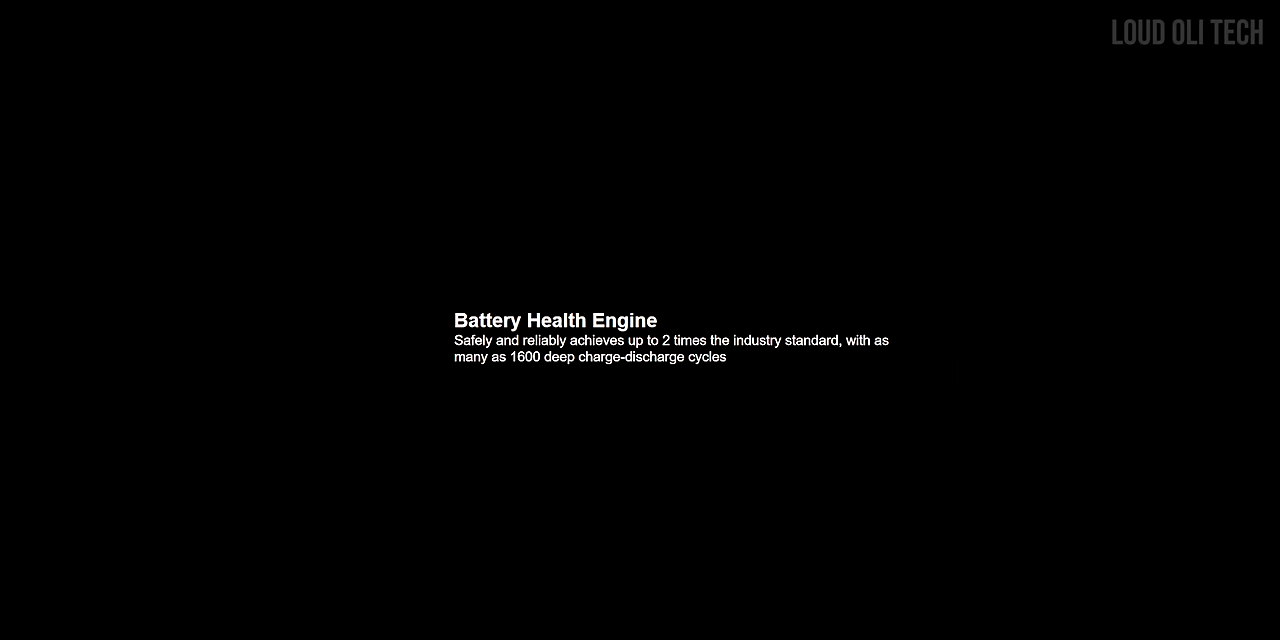 LOUD OLI TECH
Battery Health Engine
Safely and reliably achieves up to 2 times the industry standard, with as
many as 1600 deep charge-discharge cycles